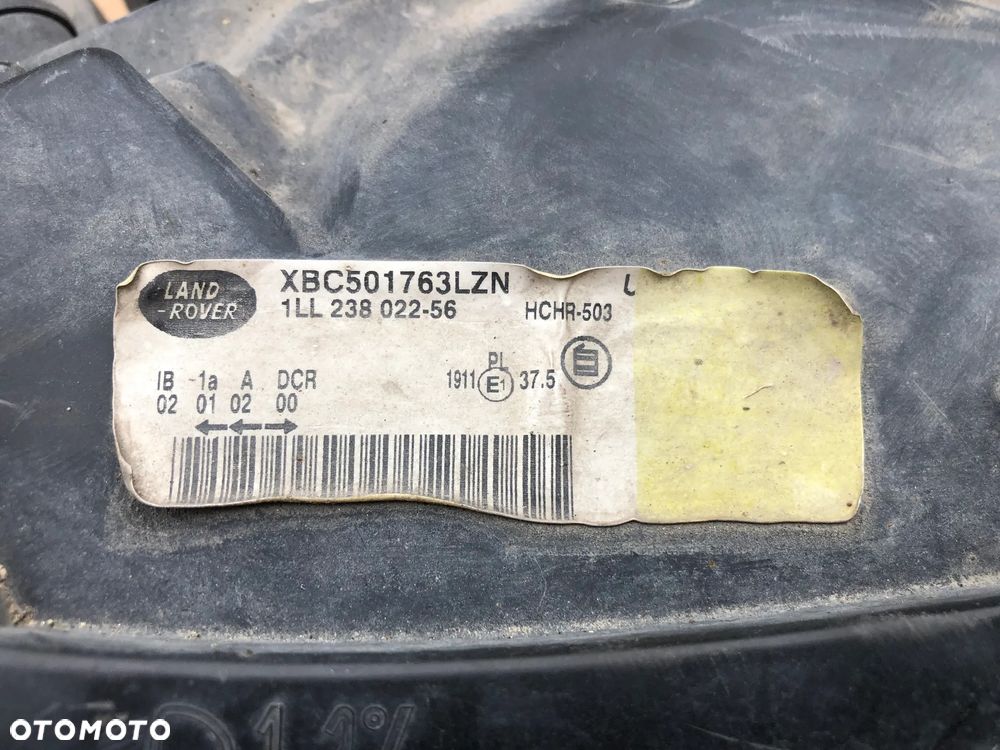 LAND
-ROVER
XBC501763LZN
1LL 238 022-56
HCHR-503
PL
1911 E1 37.5
自
IB 1a A DCR
02 01 02 00
OTOMOTO